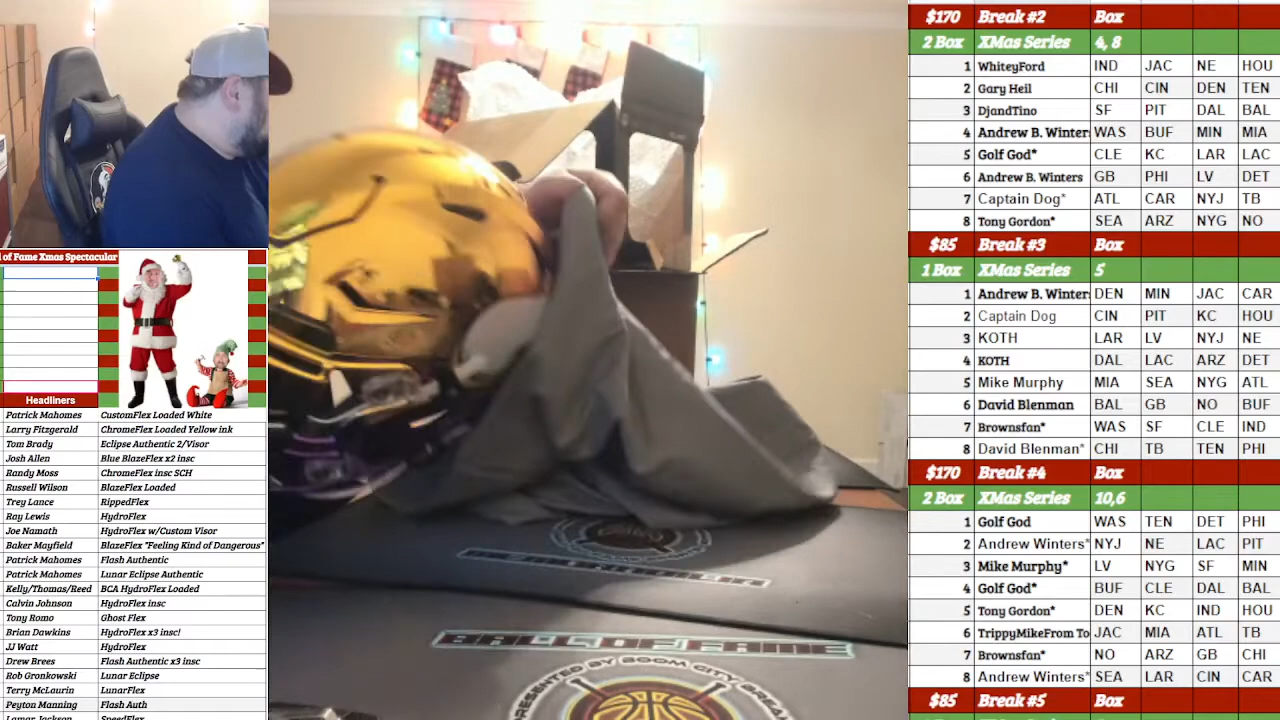 l of Fame Xmas Spectacular
Headliners
Patrick Mahomes CustomFlex Loaded White
Larry Fitzgerald ChromeFlex Loaded Yellow ink
Tom Brady Eclipse Authentic 2/Visor
Josh Allen Blue BlazeFlex x2 insc
Randy Moss ChromeFlex insc SCH
Russell Wilson BlazeFlex Loaded
Trey Lance RippedFlex
Ray Lewis HydroFlex
Joe Namath HydroFlex w/Custom Visor
Baker Mayfield BlazeFlex "Feeling Kind of Dangerous"
Patrick Mahomes Flash Authentic
Patrick Mahomes Lunar Eclipse Authentic
Kelly/Thomas/Reed BCA HydroFlex Loaded
Calvin Johnson HydroFlex insc
Tony Romo Ghost Flex
Brian Dawkins HydroFlex x3 insc!
JJ Watt HydroFlex
Drew Brees Flash Authentic x3 insc
Rob Gronkowski Lunar Eclipse
Terry McLaurin LunarFlex
Peyton Manning Flash Auth
Lamar Jackson SpeedFlex
BALL OF FAME
PRESENTED BY BOOM CITY BREAK
$170 Break #2 Box
2 Box XMas Series 4, 8
1 WhiteyFord IND JAC NE HOU
2 Gary Heil CHI CIN DEN TEN
3 DjandTino SF PIT DAL BAL
4 Andrew B. Winters WAS BUF MIN MIA
5 Golf God* CLE KC LAR LAC
6 Andrew B. Winters GB PHI LV DET
7 Captain Dog* ATL CAR NYJ TB
8 Tony Gordon* SEA ARZ NYG NO
$85 Break #3 Box
1 Box XMas Series 5
1 Andrew B. Winters DEN MIN JAC CAR
2 Captain Dog CIN PIT KC HOU
3 KOTH LAR LV NYJ NE
4 KOTH DAL LAC ARZ DET
5 Mike Murphy MIA SEA NYG ATL
6 David Blenman BAL GB NO BUF
7 Brownsfan* WAS SF CLE IND
8 David Blenman* CHI TB TEN PHI
$170 Break #4 Box
2 Box XMas Series 10,6
1 Golf God WAS TEN DET PHI
2 Andrew Winters* NYJ NE LAC PIT
3 Mike Murphy* LV NYG SF MIN
4 Golf God* BUF CLE DAL BAL
5 Tony Gordon* DEN KC IND HOU
6 TrippyMikeFrom To JAC MIA ATL TB
7 Brownsfan* NO ARZ GB CHI
8 Andrew Winters* SEA LAR CIN CAR
$85 Break #5 Box